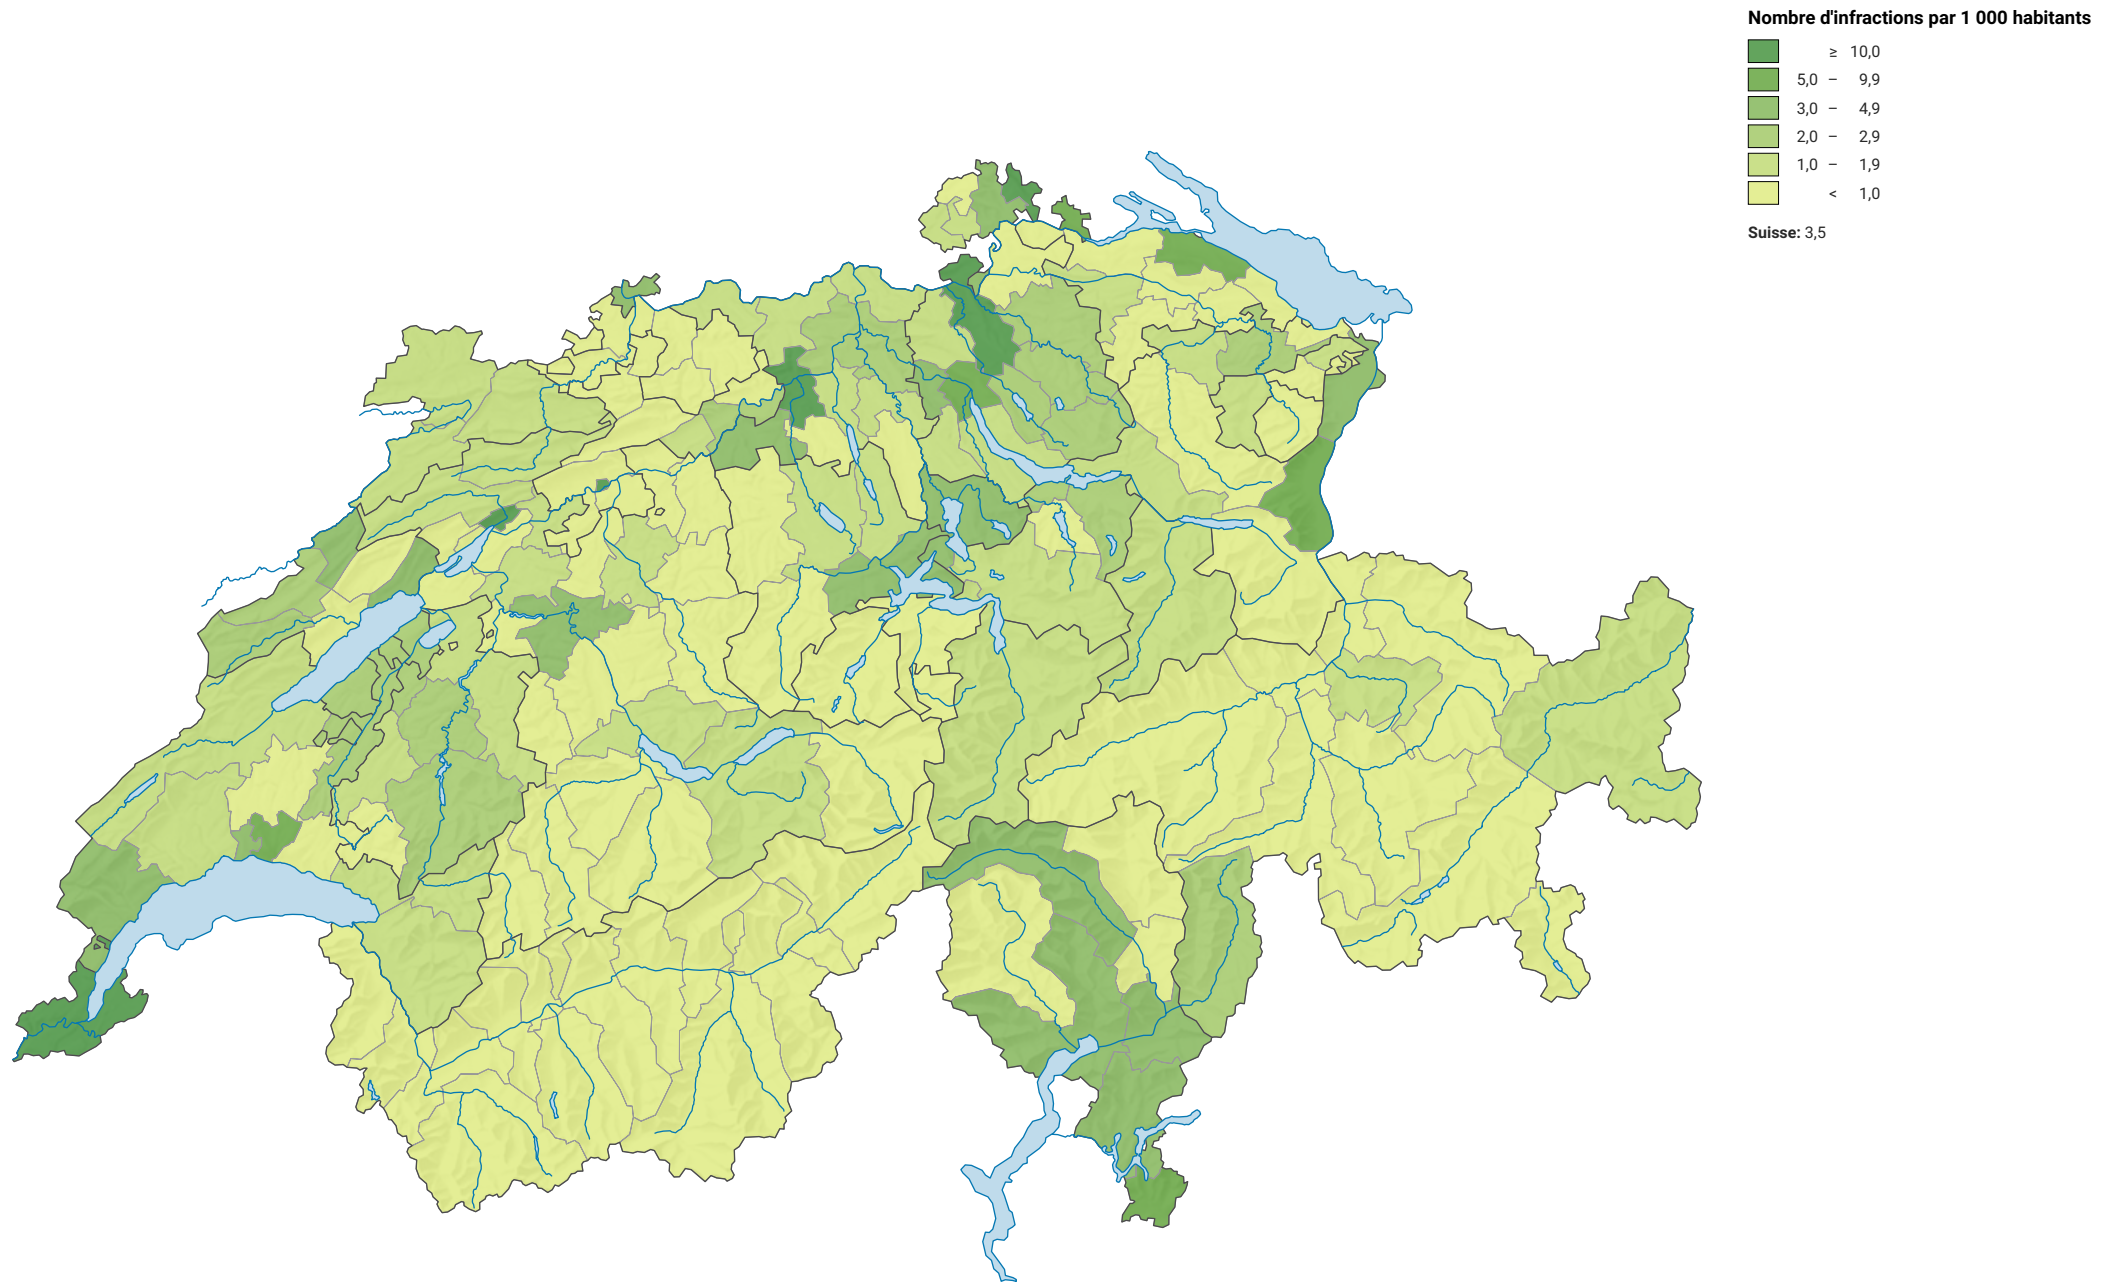 Nombre d'infractions par 1 000 habitants
≥ 10,0
5,0 – 9,9
3,0 – 4,9
2,0 – 2,9
1,0 – 1,9
< 1,0
Suisse: 3,5